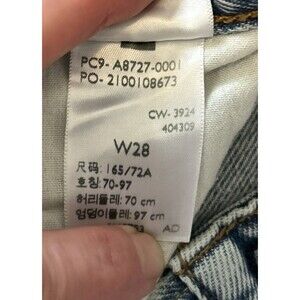 PC9- A8727-0001
PO- 2100108673
CW- 3924
404309
W28
尺码: 165/72A
호칭: 70-97
허리둘레: 70 cm
엉덩이둘레: 97 cm
AD